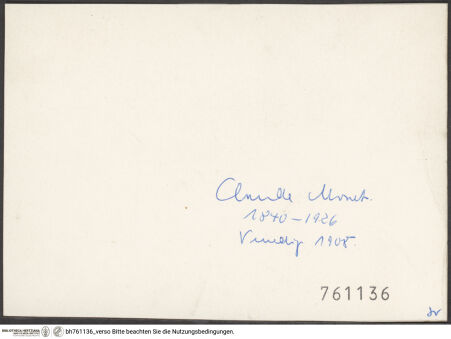 Claude Monet.
1840-1926
Venedig 1908.
761136
BIBLIOTHECA HERTZIANA
bh761136_verso Bitte beachten Sie die Nutzungsbedingungen.